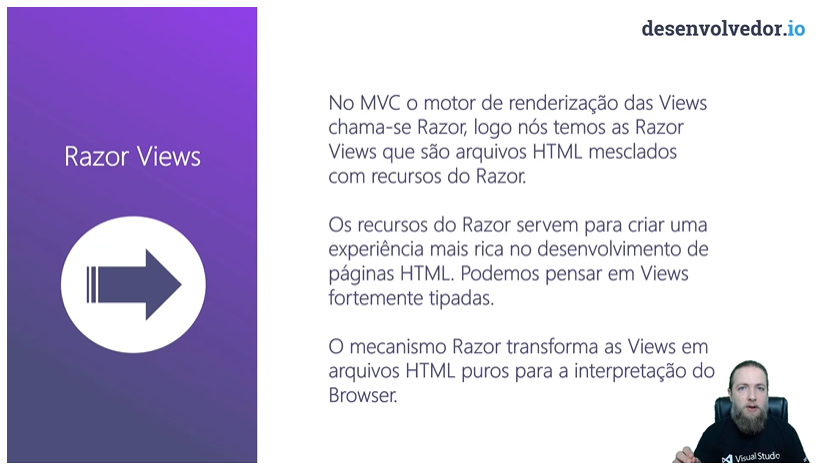 desenvolvedor.io
Razor Views
No MVC o motor de renderização das Views
chama-se Razor, logo nós temos as Razor
Views que são arquivos HTML mesclados
com recursos do Razor.
Os recursos do Razor servem para criar uma
experiência mais rica no desenvolvimento de
páginas HTML. Podemos pensar em Views
fortemente tipadas.
O mecanismo Razor transforma as Views em
arquivos HTML puros para a interpretação do
Browser.
Visual Studio